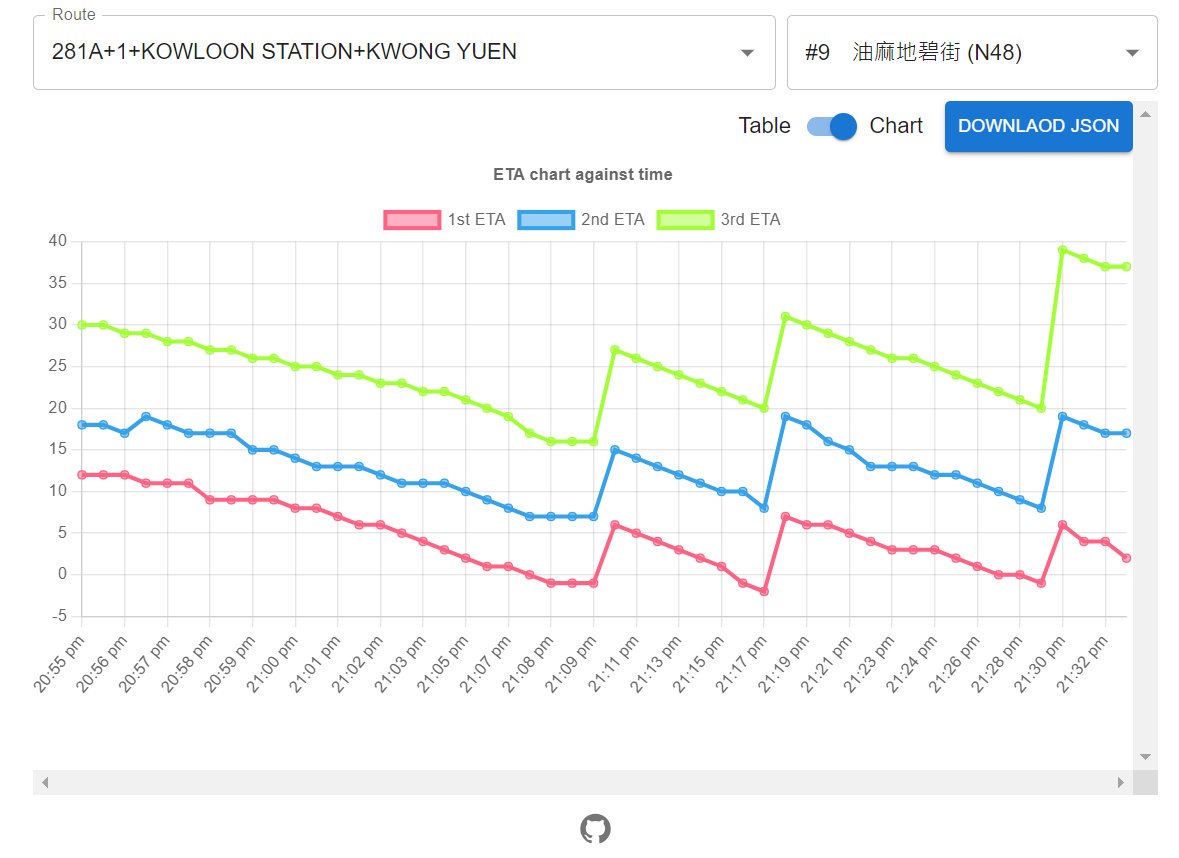 Route
281A+1+KOWLOON STATION+KWONG YUEN
#9 油麻地碧街 (N48)
Table Chart DOWNLAOD JSON
ETA chart against time
1st ETA 2nd ETA 3rd ETA
40
35
30
25
20
15
10
5
0
-5
20:55 pm 20:56 pm 20:57 pm 20:58 pm 20:59 pm 21:00 pm 21:01 pm 21:02 pm 21:03 pm 21:05 pm 21:07 pm 21:08 pm 21:09 pm 21:11 pm 21:13 pm 21:15 pm 21:17 pm 21:19 pm 21:21 pm 21:23 pm 21:24 pm 21:26 pm 21:28 pm 21:30 pm 21:32 pm